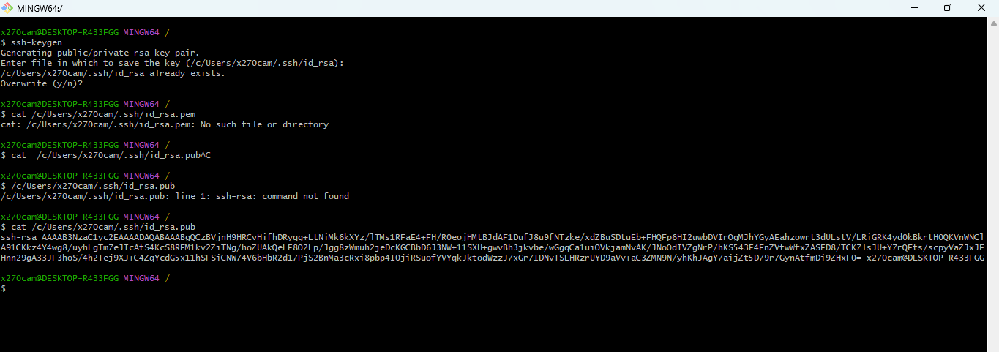 MINGW64:/
x270cam@DESKTOP-R433FGG MINGW64 /
$ ssh-keygen
Generating public/private rsa key pair.
Enter file in which to save the key (/c/Users/x270cam/.ssh/id_rsa):
/c/Users/x270cam/.ssh/id_rsa already exists.
Overwrite (y/n)?
x270cam@DESKTOP-R433FGG MINGW64 /
$ cat /c/Users/x270cam/.ssh/id_rsa.pem
cat: /c/Users/x270cam/.ssh/id_rsa.pem: No such file or directory
x270cam@DESKTOP-R433FGG MINGW64 /
$ cat  /c/Users/x270cam/.ssh/id_rsa.pub^C
x270cam@DESKTOP-R433FGG MINGW64 /
$ /c/Users/x270cam/.ssh/id_rsa.pub
/c/Users/x270cam/.ssh/id_rsa.pub: line 1: ssh-rsa: command not found
x270cam@DESKTOP-R433FGG MINGW64 /
$ cat /c/Users/x270cam/.ssh/id_rsa.pub
ssh-rsa AAAAB3NzaC1yc2EAAAADAQABAAABgQCzBVjnH9HRCvHifhDRyqg+LtNiMk6kXYz/lTMs1RFaE4+FH/ROeojHMtBJdAF1DufJ8u9fNTzke/xdZBuSDtuEb+FHQFp6HI2uwbDVIrOgMJhYGyAEahzowrt3dULstV/LRiGRK4ydOkBkrtHOQKVnWNCl
A91CKkz4Y4wg8/uyhLgTm7eJIcAtS4KcS8RFM1kv2ZiTNg/hoZUAkQeLE8O2Lp/Jgg8zWmuh2jeDcKGCBbD6J3NW+11SXH+gwvBh3jkvbe/wGgqCa1uiOVkjamNvAK/JNoOdIVZgNrP/hKS543E4FnZVtwWfxZASED8/TCK7lsJU+Y7rQFts/scpyVaZJxJF
Hnn29gA33JF3hoS/4h2Tej9XJ+C4ZqYcdG5x11hSFSiCNW74V6bHbR2d17PjS2BnMa3cRxi8pbp4IOjiRSuofYVYqkJktodWzzJ7xGr7IDNvTSEHRzrUYD9aVv+aC3ZMN9N/yhKhJAgY7aijZt5D79r7GynAtfmDi9ZHxFO= x270cam@DESKTOP-R433FGG
x270cam@DESKTOP-R433FGG MINGW64 /
$